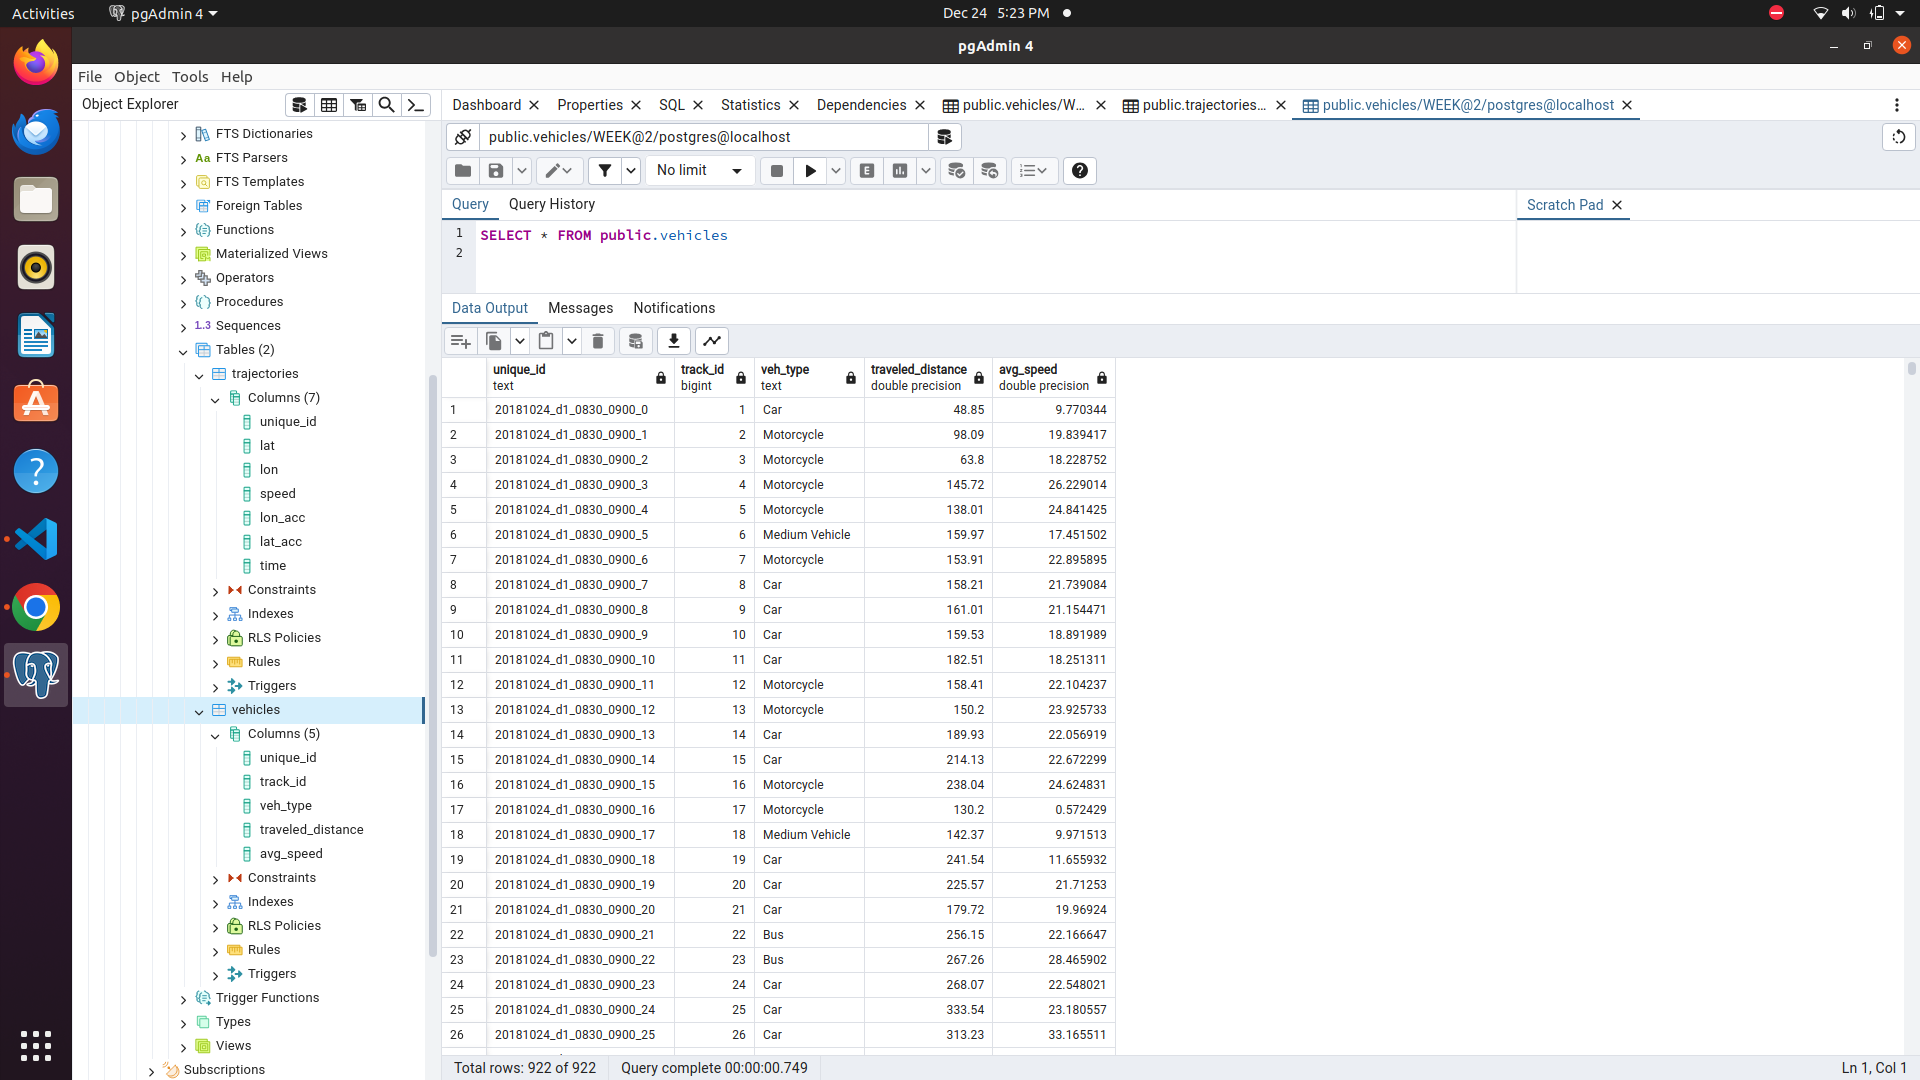 Activities
pgAdmin 4
Dec 24 5:23 PM
pgAdmin 4
File Object Tools Help
Object Explorer
Dashboard Properties SQL Statistics Dependencies public.vehicles/W... public.trajectories... public.vehicles/WEEK@2/postgres@localhost
FTS Dictionaries
Aa FTS Parsers
FTS Templates
Foreign Tables
Functions
Materialized Views
Operators
Procedures
1..3 Sequences
Tables (2)
trajectories
Columns (7)
unique_id
lat
lon
speed
lon_acc
lat_acc
time
Constraints
Indexes
RLS Policies
Rules
Triggers
vehicles
Columns (5)
unique_id
track_id
veh_type
traveled_distance
avg_speed
Constraints
Indexes
RLS Policies
Rules
Triggers
Trigger Functions
Types
Views
Subscriptions
public.vehicles/WEEK@2/postgres@localhost
No limit
E
Query Query History
Scratch Pad
1 SELECT * FROM public.vehicles
2
Data Output Messages Notifications
unique_id track_id veh_type traveled_distance avg_speed
text bigint text double precision double precision
1 20181024_d1_0830_0900_0 1 Car 48.85 9.770344
2 20181024_d1_0830_0900_1 2 Motorcycle 98.09 19.839417
3 20181024_d1_0830_0900_2 3 Motorcycle 63.8 18.228752
4 20181024_d1_0830_0900_3 4 Motorcycle 145.72 26.229014
5 20181024_d1_0830_0900_4 5 Motorcycle 138.01 24.841425
6 20181024_d1_0830_0900_5 6 Medium Vehicle 159.97 17.451502
7 20181024_d1_0830_0900_6 7 Motorcycle 153.91 22.895895
8 20181024_d1_0830_0900_7 8 Car 158.21 21.739084
9 20181024_d1_0830_0900_8 9 Car 161.01 21.154471
10 20181024_d1_0830_0900_9 10 Car 159.53 18.891989
11 20181024_d1_0830_0900_10 11 Car 182.51 18.251311
12 20181024_d1_0830_0900_11 12 Motorcycle 158.41 22.104237
13 20181024_d1_0830_0900_12 13 Motorcycle 150.2 23.925733
14 20181024_d1_0830_0900_13 14 Car 189.93 22.056919
15 20181024_d1_0830_0900_14 15 Car 214.13 22.672299
16 20181024_d1_0830_0900_15 16 Motorcycle 238.04 24.624831
17 20181024_d1_0830_0900_16 17 Motorcycle 130.2 0.572429
18 20181024_d1_0830_0900_17 18 Medium Vehicle 142.37 9.971513
19 20181024_d1_0830_0900_18 19 Car 241.54 11.655932
20 20181024_d1_0830_0900_19 20 Car 225.57 21.71253
21 20181024_d1_0830_0900_20 21 Car 179.72 19.96924
22 20181024_d1_0830_0900_21 22 Bus 256.15 22.166647
23 20181024_d1_0830_0900_22 23 Bus 267.26 28.465902
24 20181024_d1_0830_0900_23 24 Car 268.07 22.548021
25 20181024_d1_0830_0900_24 25 Car 333.54 23.180557
26 20181024_d1_0830_0900_25 26 Car 313.23 33.165511
Total rows: 922 of 922 Query complete 00:00:00.749 Ln 1, Col 1